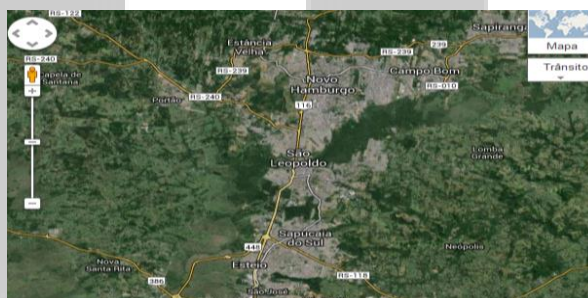 RS-122
Sapiranga
Estância
Velha
RS-239
239
Mapa
RS-240
RS-239
Campo Bom
Trânsito
Capela de
Santana
Novo
Hamburgo
RS-010
Portão
RS-240
116
São
Leopoldo
Lomba
Grande
Sapucaia
do Sul
448
Neópolis
Nova
Santa Rita
Esteio
RS-118
386
São José